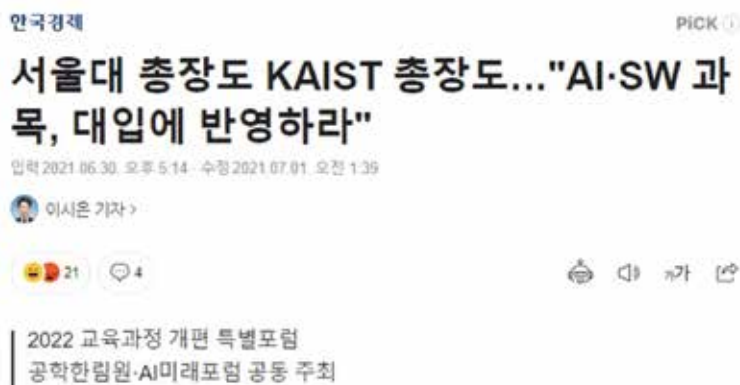 한국경제
PiCK
서울대 총장도 KAIST 총장도..."AI·SW 과
목, 대입에 반영하라"
입력 2021.06.30. 오후 5:14 · 수정 2021.07.01. 오전 1:39
이시은 기자 >
21 4
가가
2022 교육과정 개편 특별포럼
공학한림원·AI미래포럼 공동 주최